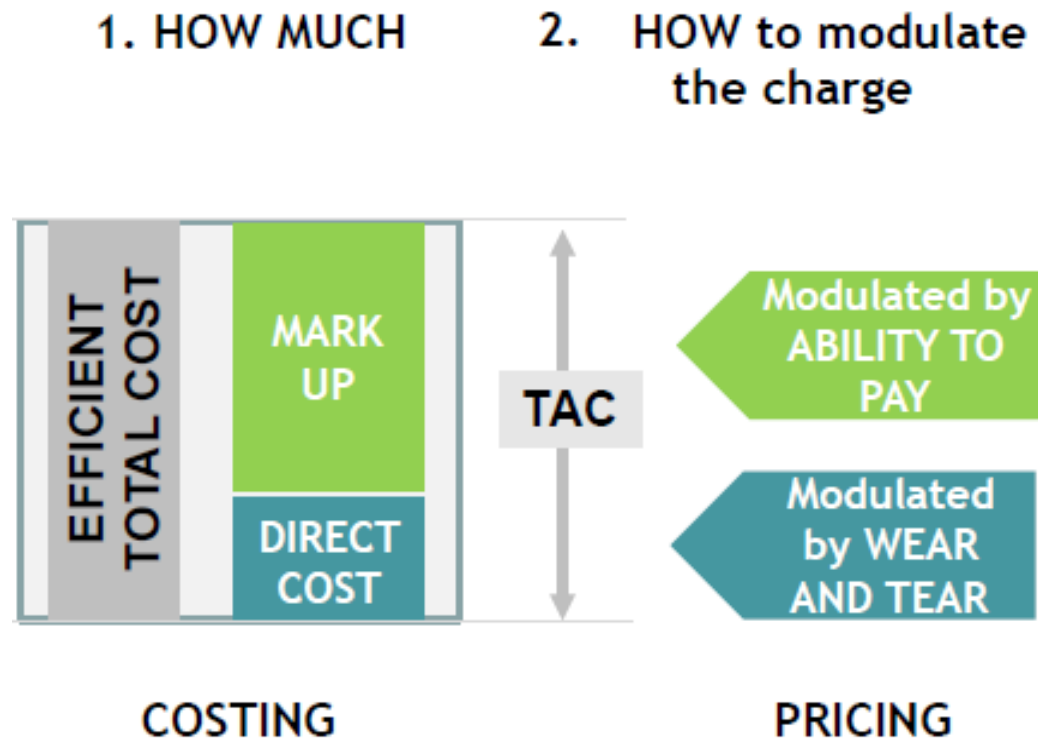 1. HOW MUCH
2. HOW to modulate
the charge
EFFICIENT
TOTAL COST
MARK
UP
DIRECT
COST
TAC
Modulated by
ABILITY TO
PAY
Modulated
by WEAR
AND TEAR
COSTING
PRICING